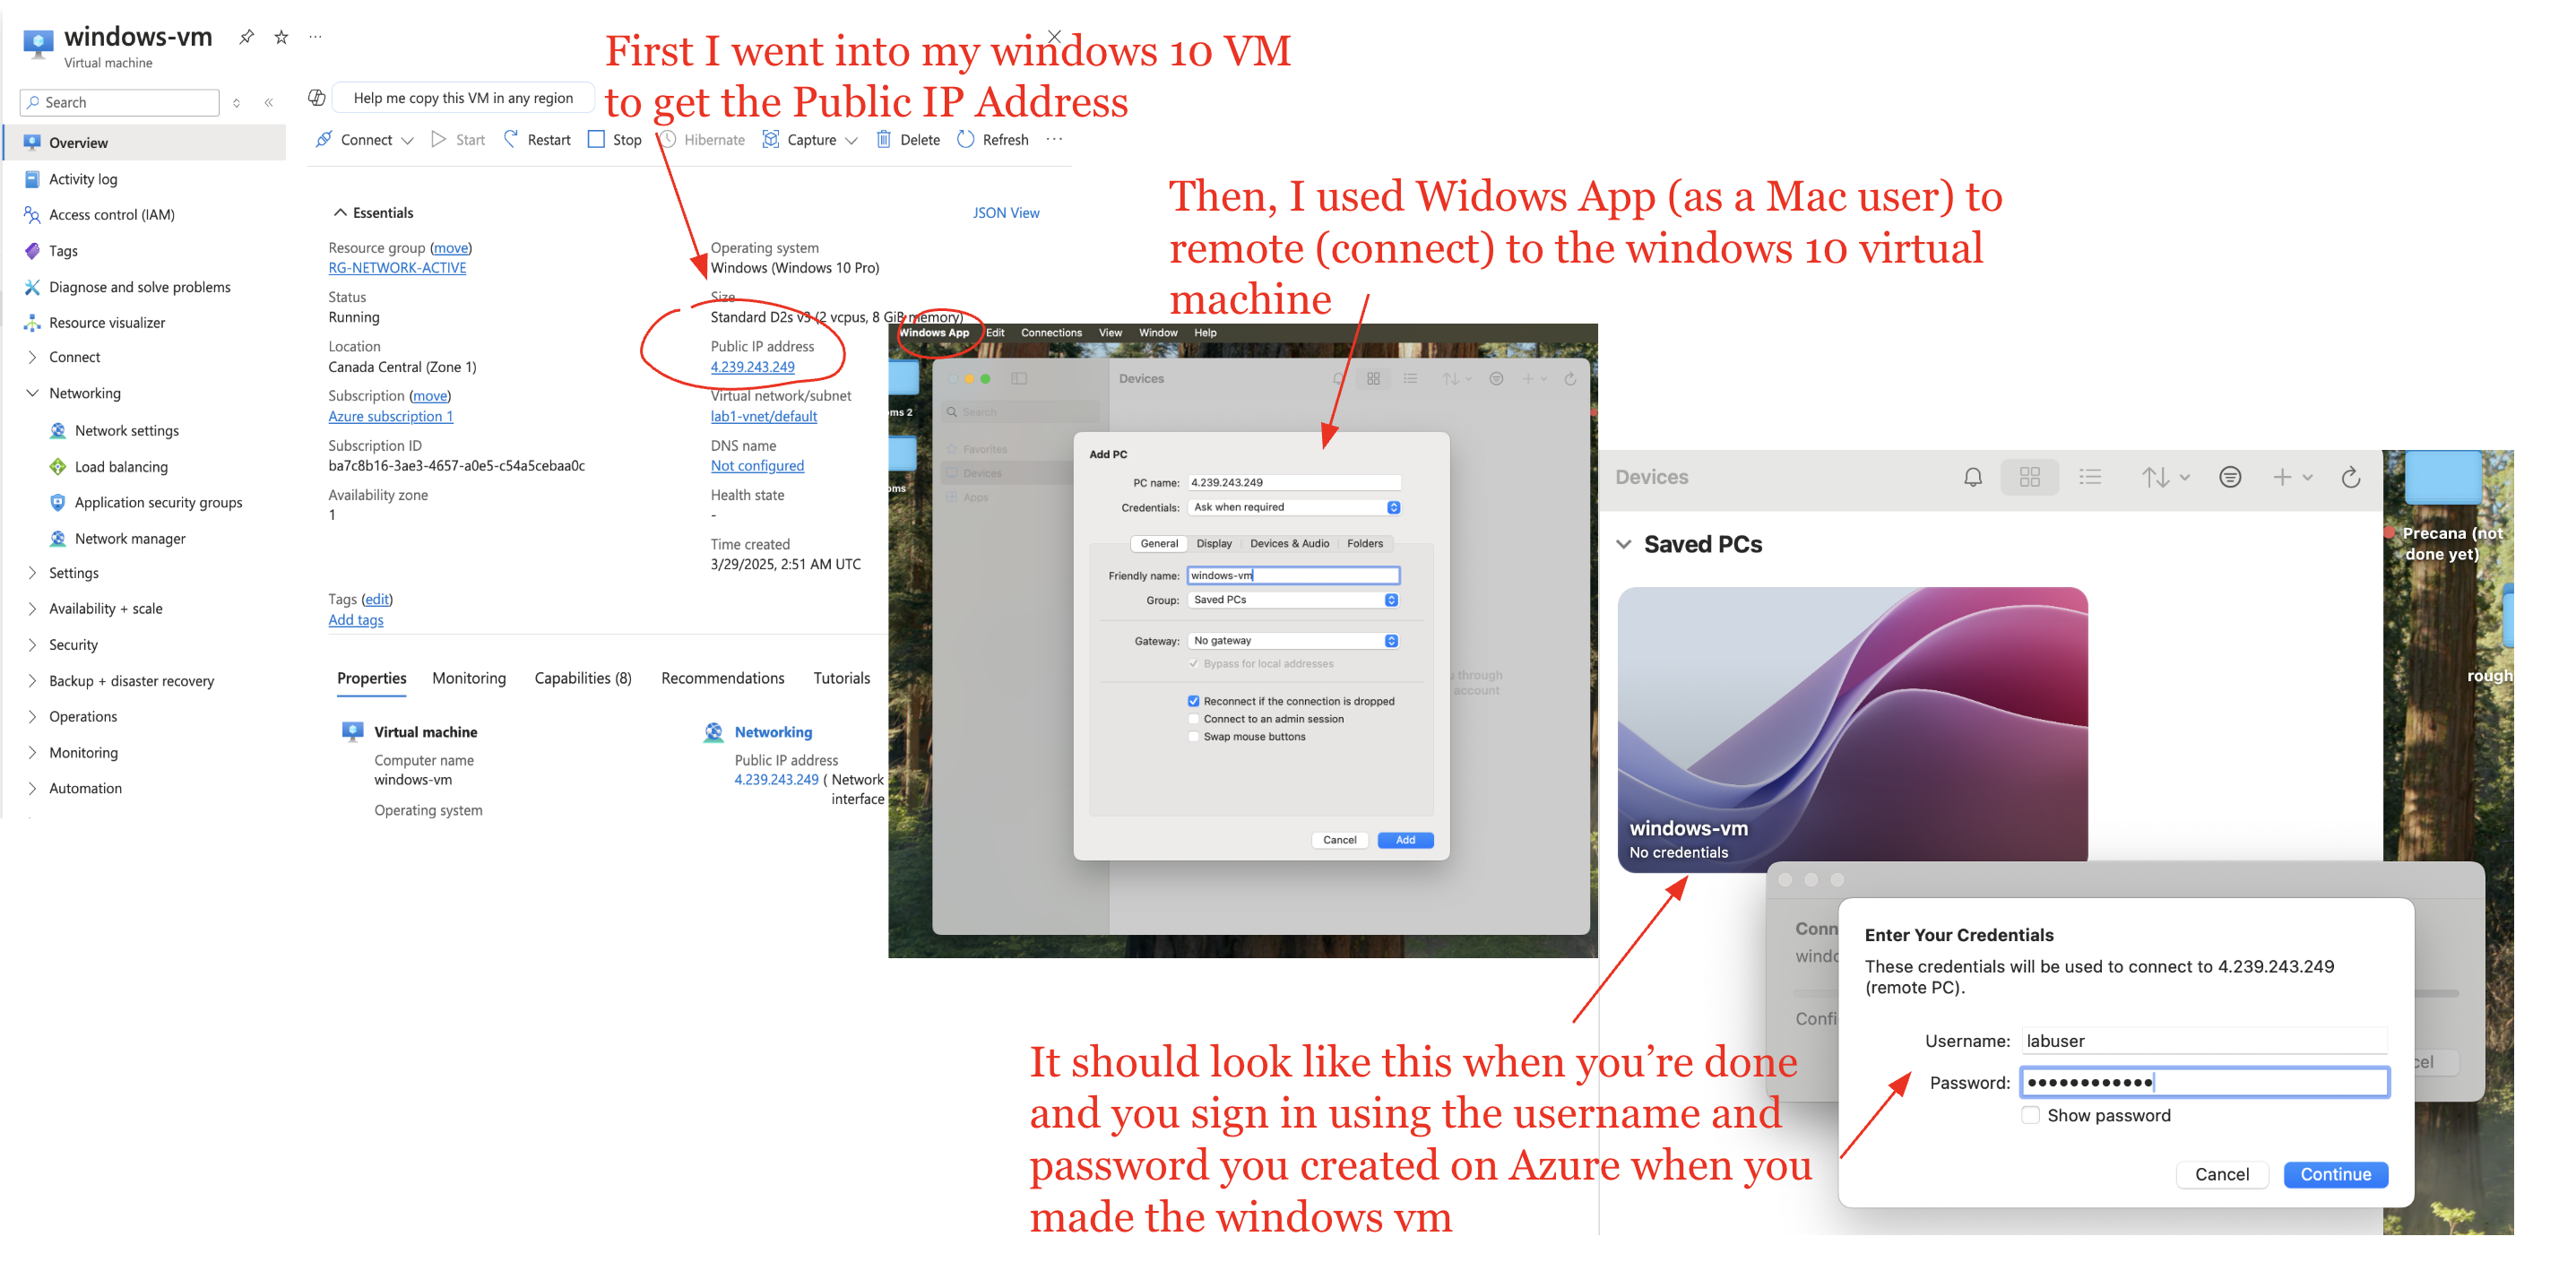 windows-vm
Virtual machine
Search
Overview
Activity log
Access control (IAM)
Tags
Diagnose and solve problems
Resource visualizer
Connect
Networking
Network settings
Load balancing
Application security groups
Network manager
Settings
Availability + scale
Security
Backup + disaster recovery
Operations
Monitoring
Automation
First I went into my windows 10 VM
to get the Public IP Address
Help me copy this VM in any region
Connect Start Restart Stop Hibernate Capture Delete Refresh
Essentials
JSON View
Resource group (move)
RG-NETWORK-ACTIVE
Status
Running
Location
Canada Central (Zone 1)
Subscription (move)
Azure subscription 1
Subscription ID
ba7c8b16-3ae3-4657-a0e5-c54a5cebaa0c
Availability zone
1
Operating system
Windows (Windows 10 Pro)
Size
Standard D2s v3 (2 vcpus, 8 GiB memory)
Public IP address
4.239.243.249
Virtual network/subnet
lab1-vnet/default
DNS name
Not configured
Health state
-
Time created
3/29/2025, 2:51 AM UTC
Tags (edit)
Add tags
Properties Monitoring Capabilities (8) Recommendations Tutorials
Virtual machine
Computer name
windows-vm
Operating system
Networking
Public IP address
4.239.243.249 ( Network
interface
Then, I used Widows App (as a Mac user) to
remote (connect) to the windows 10 virtual
machine
Windows App Edit Connections View Window Help
oms 2
oms
Search
Favorites
Devices
Apps
Devices
through
account
Add PC
PC name: 4.239.243.249
Credentials: Ask when required
General Display Devices & Audio Folders
Friendly name: windows-vm
Group: Saved PCs
Gateway: No gateway
Bypass for local addresses
Reconnect if the connection is dropped
Connect to an admin session
Swap mouse buttons
Cancel Add
Devices
Saved PCs
windows-vm
No credentials
Precana (not
done yet)
rough
It should look like this when you're done
and you sign in using the username and
password you created on Azure when you
made the windows vm
Conn
windo
Confi
cel
Enter Your Credentials
These credentials will be used to connect to 4.239.243.249
(remote PC).
Username: labuser
Password: ••••••••••••
Show password
Cancel Continue